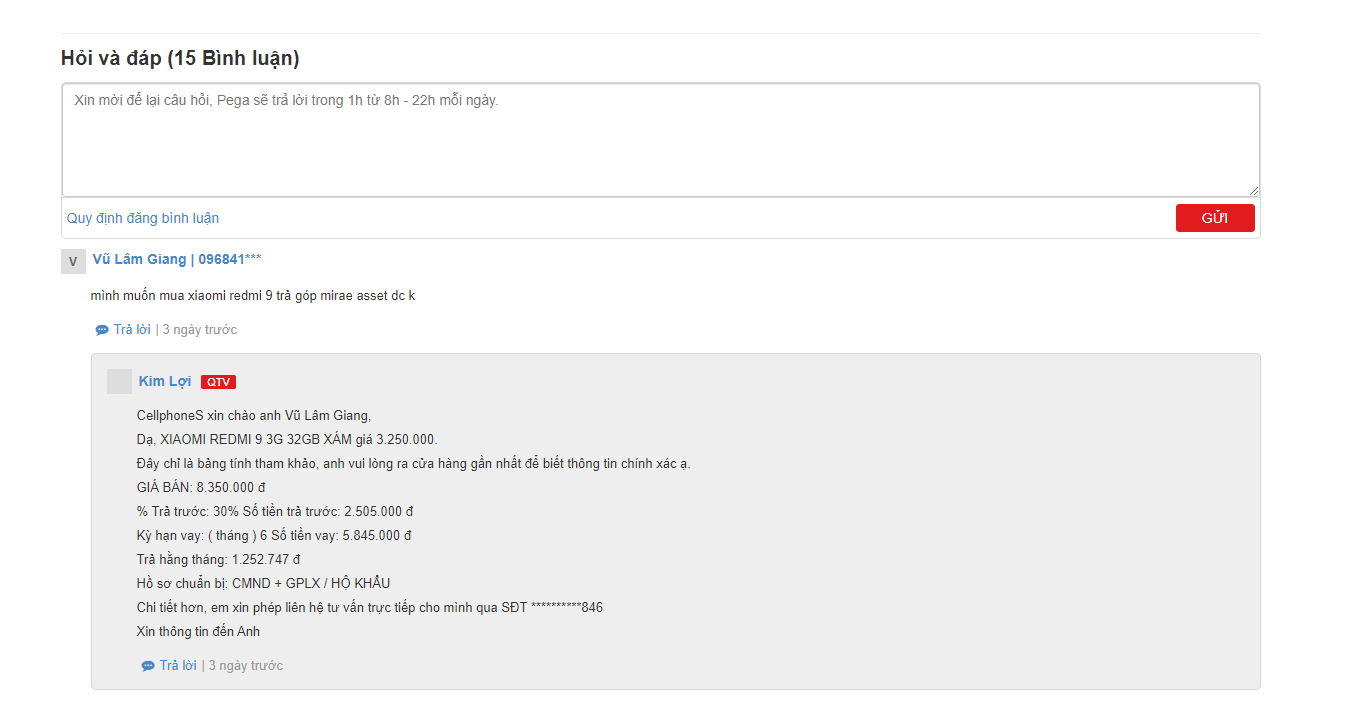 Hỏi và đáp (15 Bình luận)
Xin mời để lại câu hỏi, Pega sẽ trả lời trong 1h từ 8h - 22h mỗi ngày.
Quy định đăng bình luận
GỬI
V Vũ Lâm Giang | 096841***
mình muốn mua xiaomi redmi 9 trả góp mirae asset dc k
Trả lời | 3 ngày trước
Kim Lợi QTV
CellphoneS xin chào anh Vũ Lâm Giang,
Dạ, XIAOMI REDMI 9 3G 32GB XÁM giá 3.250.000.
Đây chỉ là bảng tính tham khảo, anh vui lòng ra cửa hàng gần nhất để biết thông tin chính xác ạ.
GIÁ BÁN: 8.350.000 đ
% Trả trước: 30% Số tiền trả trước: 2.505.000 đ
Kỳ hạn vay: ( tháng ) 6 Số tiền vay: 5.845.000 đ
Trả hằng tháng: 1.252.747 đ
Hồ sơ chuẩn bị: CMND + GPLX / HỘ KHẨU
Chi tiết hơn, em xin phép liên hệ tư vấn trực tiếp cho mình qua SĐT **********846
Xin thông tin đến Anh
Trả lời | 3 ngày trước